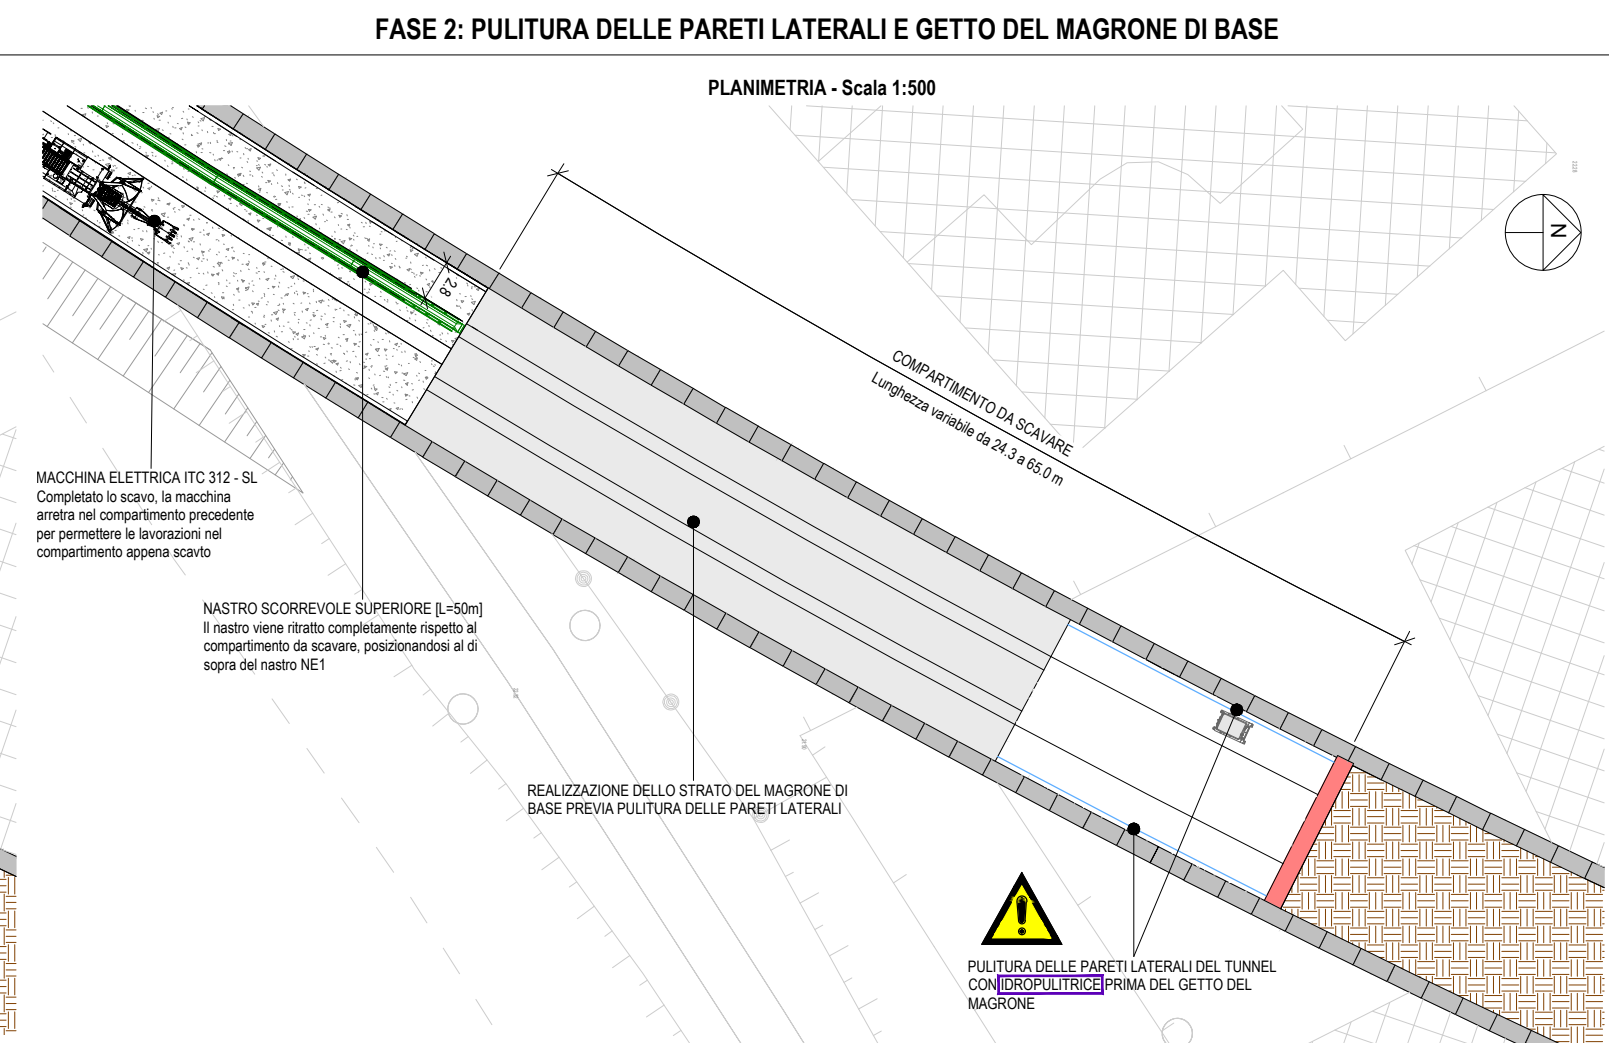 FASE 2: PULITURA DELLE PARETI LATERALI E GETTO DEL MAGRONE DI BASE
PLANIMETRIA - Scala 1:500
N
2.8
COMPARTIMENTO DA SCAVARE
Lunghezza variabile da 24.3 a 65.0 m
MACCHINA ELETTRICA ITC 312 - SL
Completato lo scavo, la macchina
arretra nel compartimento precedente
per permettere le lavorazioni nel
compartimento appena scavto
NASTRO SCORREVOLE SUPERIORE [L=50m]
Il nastro viene ritratto completamente rispetto al
compartimento da scavare, posizionandosi al di
sopra del nastro NE1
REALIZZAZIONE DELLO STRATO DEL MAGRONE DI
BASE PREVIA PULITURA DELLE PARETI LATERALI
PULITURA DELLE PARETI LATERALI DEL TUNNEL
CON IDROPULITRICE PRIMA DEL GETTO DEL
MAGRONE